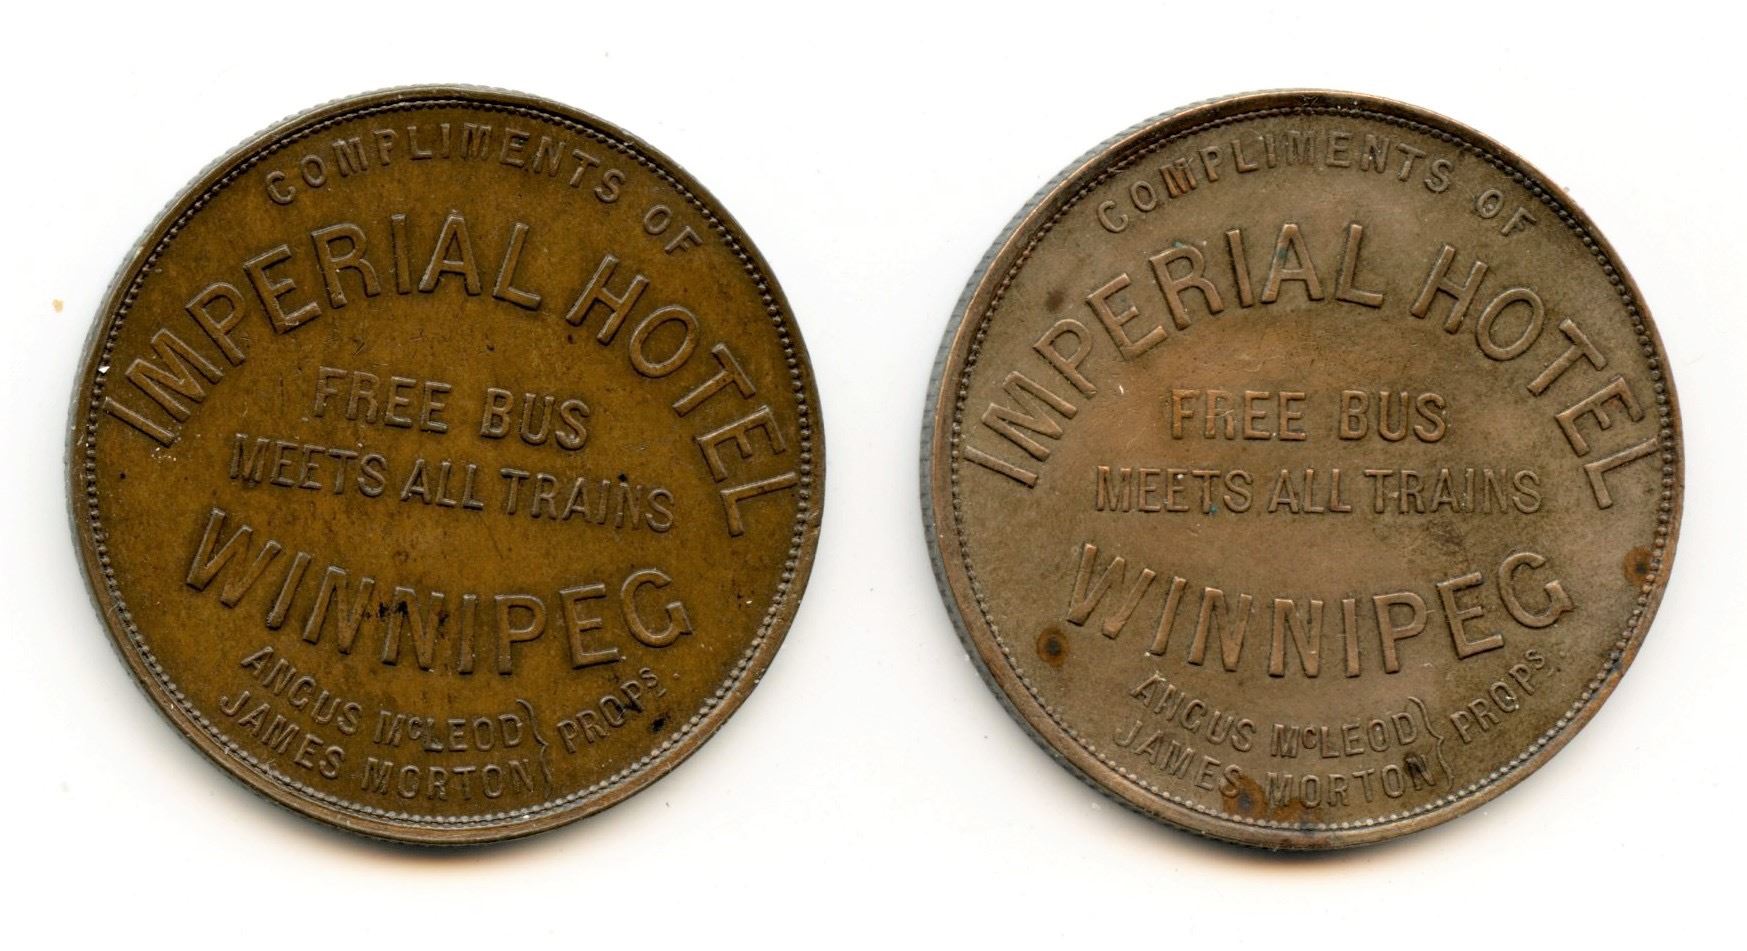 COMPLIMENTS OF
IMPERIAL HOTEL
FREE BUS
MEETS ALL TRAINS
WINNIPEG
ANGUS McLEOD
JAMES MORTON } PROPs.
COMPLIMENTS OF
IMPERIAL HOTEL
FREE BUS
MEETS ALL TRAINS
WINNIPEG
ANGUS McLEOD
JAMES MORTON } PROPs.